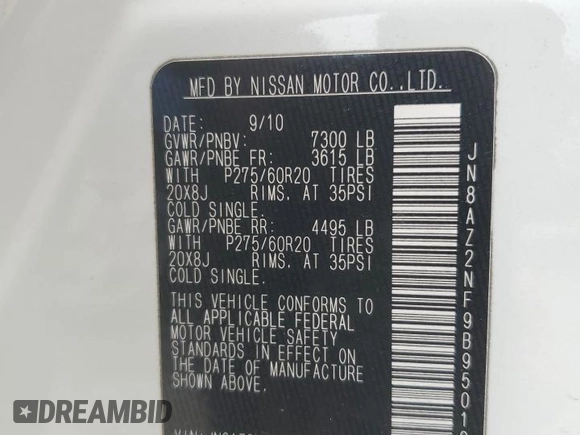 MFD BY NISSAN MOTOR CO.,LTD.
DATE: 9/10
GVWR/PNBV: 7300 LB
GAWR/PNBE FR: 3615 LB
WITH P275/60R20 TIRES
20X8J RIMS. AT 35PSI
COLD SINGLE.
GAWR/PNBE RR: 4495 LB
WITH P275/60R20 TIRES
20X8J RIMS. AT 35PSI
COLD SINGLE.
THIS VEHICLE CONFORMS TO
ALL APPLICABLE FEDERAL
MOTOR VEHICLE SAFETY
STANDARDS IN EFFECT ON
THE DATE OF MANUFACTURE
SHOWN ABOVE.
JN8AZ2NF9B9501
DREAMBID